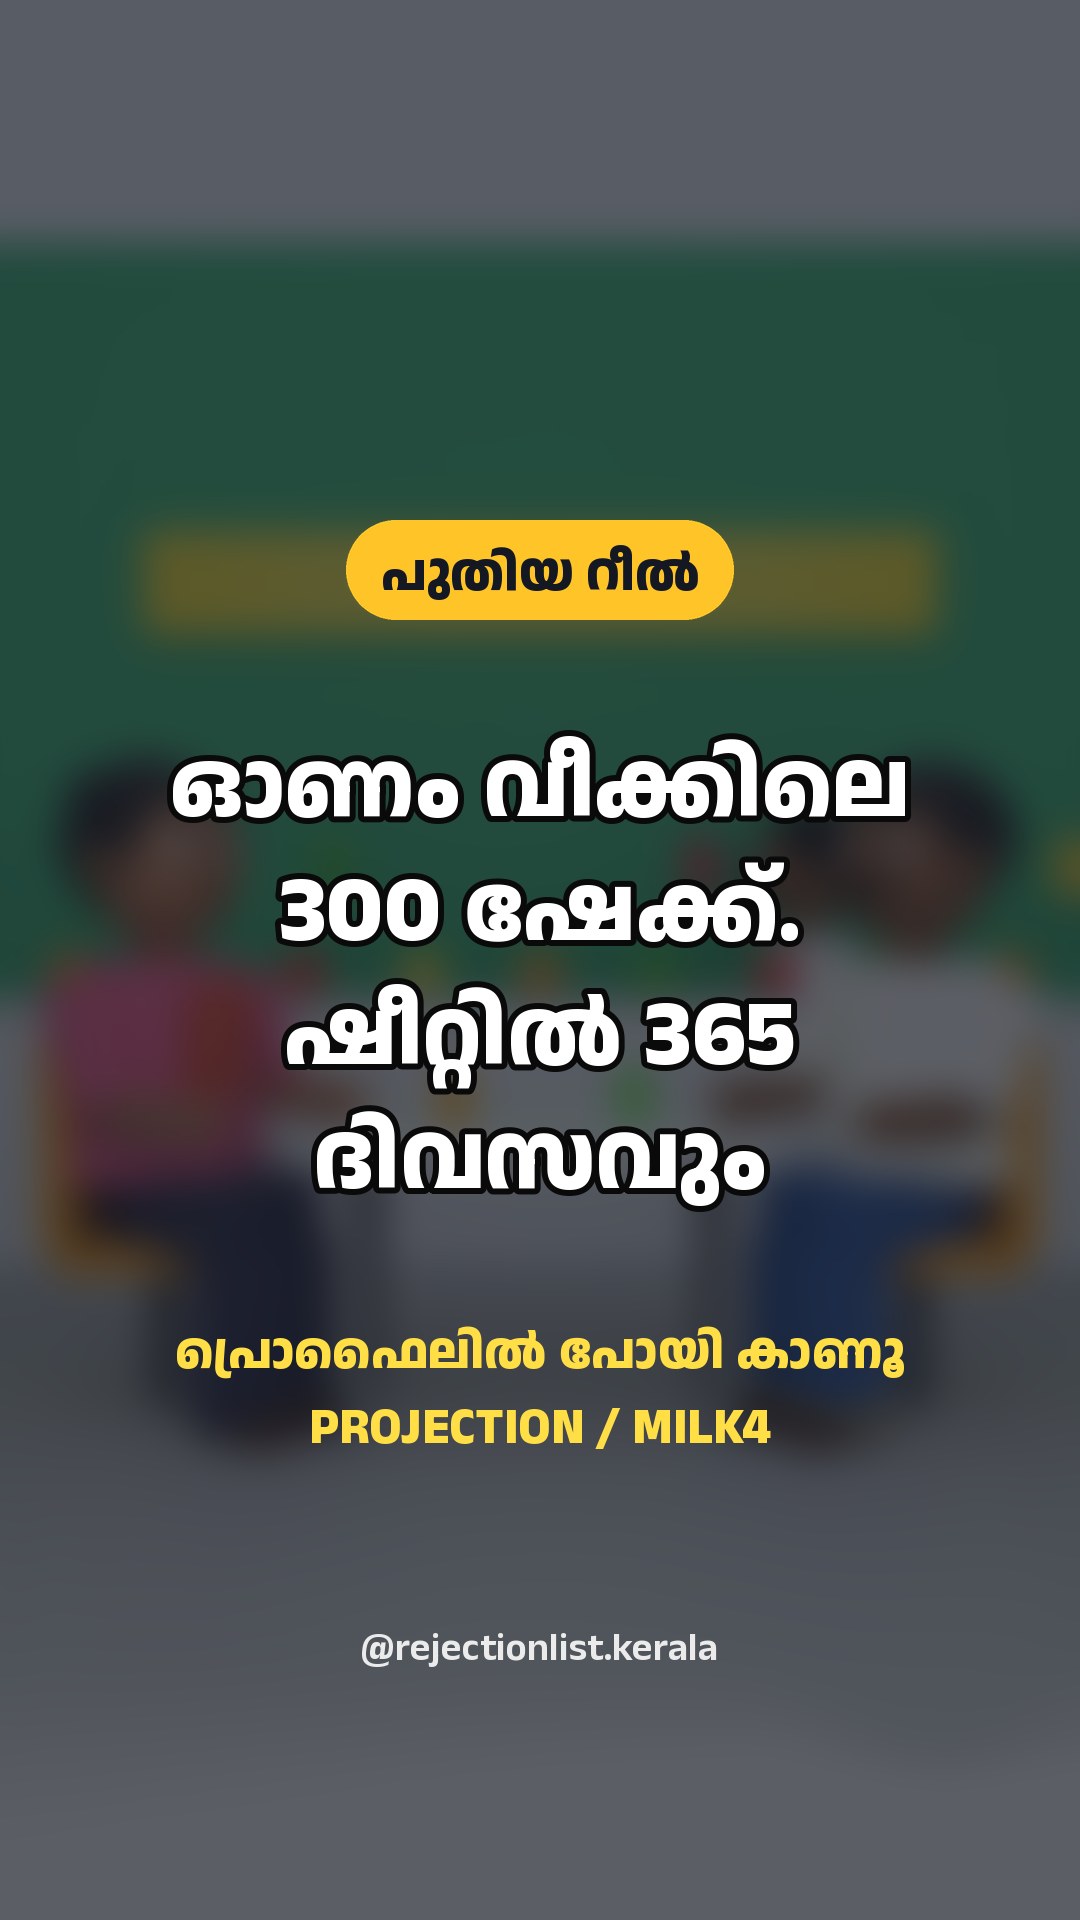 പുതിയ റീൽ
ഓണം വീക്കിലെ
300 ഷേക്ക്.
ഷീറ്റിൽ 365
ദിവസവും
പ്രൊഫൈലിൽ പോയി കാണൂ
PROJECTION / MILK4
@rejectionlist.kerala